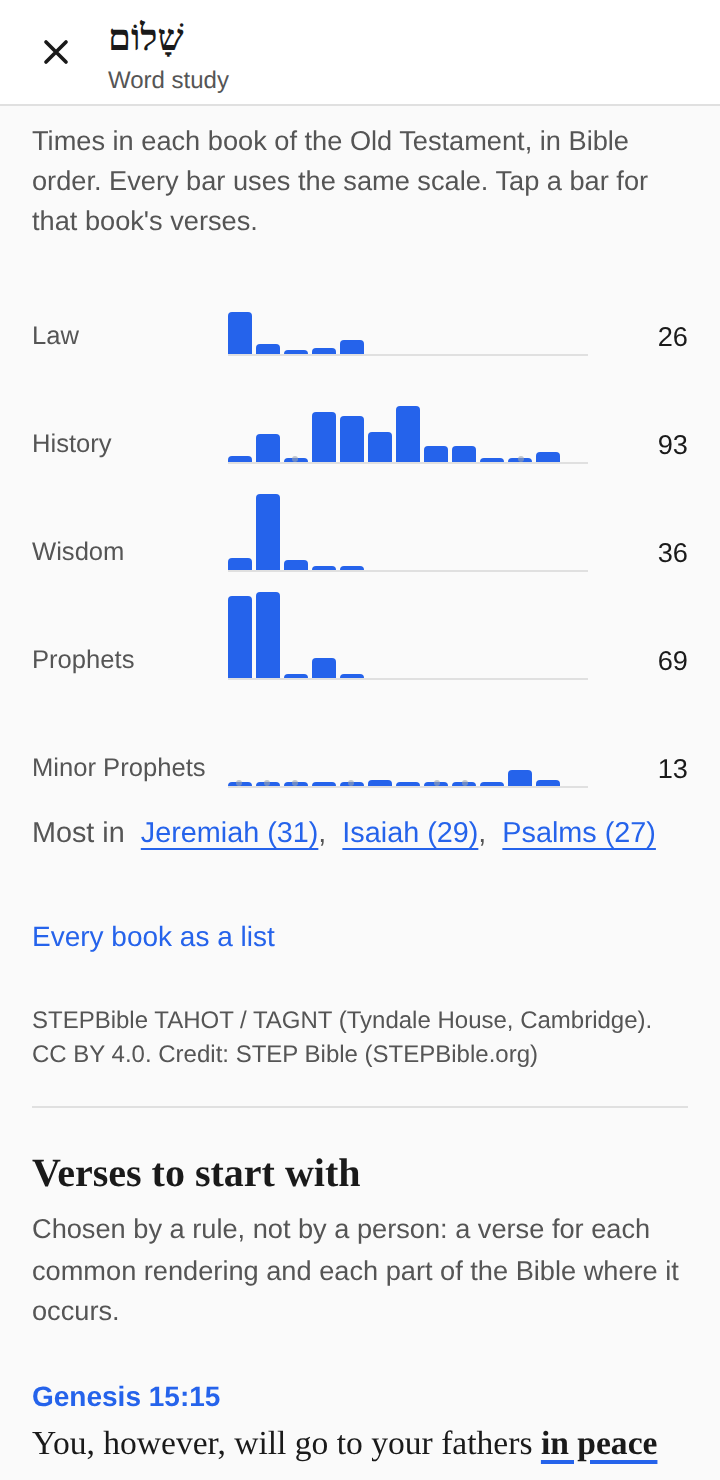 שָׁלוֹם
Word study
Times in each book of the Old Testament, in Bible
order. Every bar uses the same scale. Tap a bar for
that book's verses.
Law 26
History 93
Wisdom 36
Prophets 69
Minor Prophets 13
Most in Jeremiah (31), Isaiah (29), Psalms (27)
Every book as a list
STEPBible TAHOT / TAGNT (Tyndale House, Cambridge).
CC BY 4.0. Credit: STEP Bible (STEPBible.org)
Verses to start with
Chosen by a rule, not by a person: a verse for each
common rendering and each part of the Bible where it
occurs.
Genesis 15:15
You, however, will go to your fathers in peace